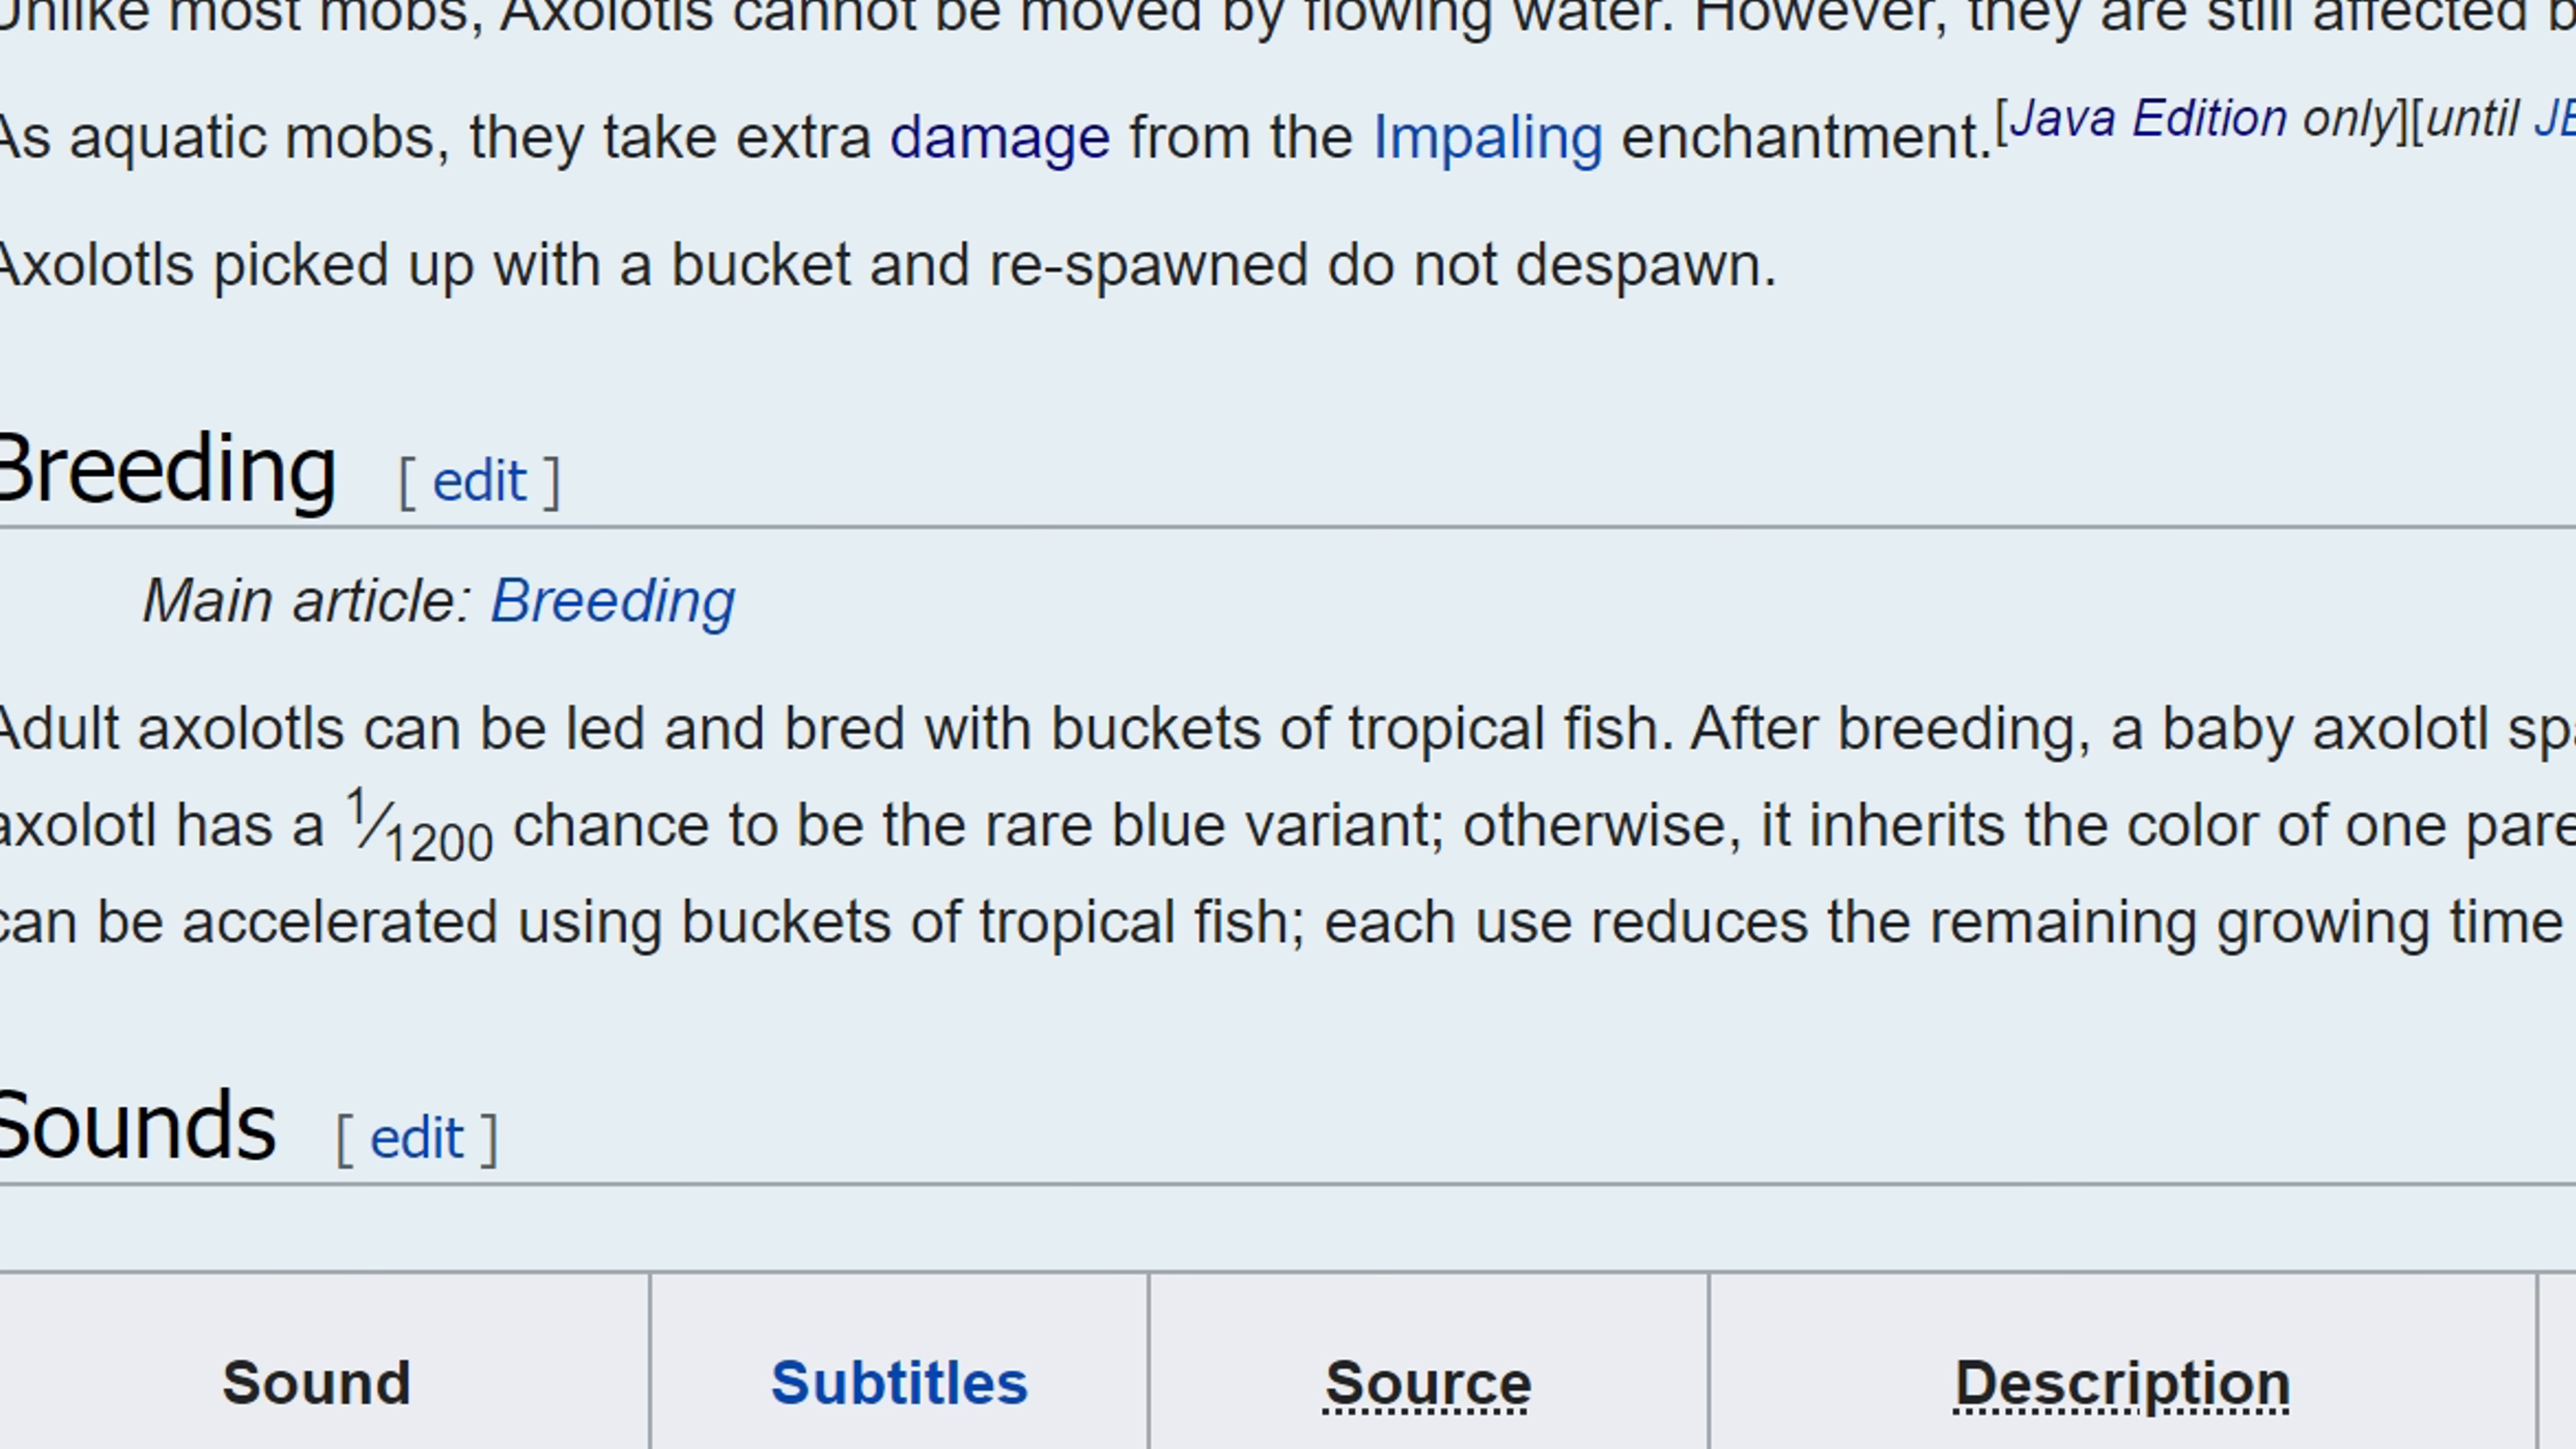 Unlike most mobs, Axolotls cannot be moved by flowing water. However, they are still affected
As aquatic mobs, they take extra damage from the Impaling enchantment.[Java Edition only][until JE
Axolotls picked up with a bucket and re-spawned do not despawn.
Breeding [ edit ]
Main article: Breeding
Adult axolotls can be led and bred with buckets of tropical fish. After breeding, a baby axolotl
axolotl has a 1⁄1200 chance to be the rare blue variant; otherwise, it inherits the color of one
can be accelerated using buckets of tropical fish; each use reduces the remaining growing time
Sounds [ edit ]
Sound Subtitles Source Description